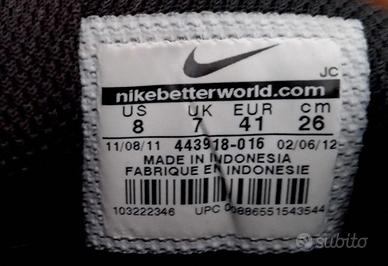 JC
nikebetterworld.com
US UK EUR cm
8 7 41 26
11/08/11 443918-016 02/06/12
MADE IN INDONESIA
FABRIQUE EN INDONESIE
103222346 UPC 00886551543544
subito